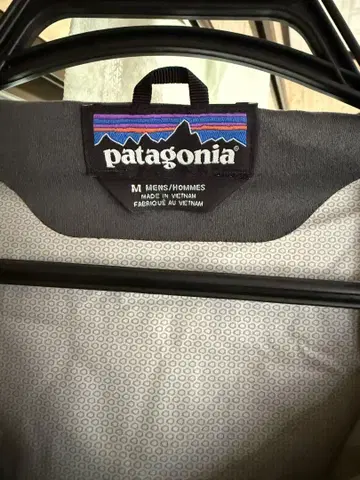 patagonia®
M MENS/HOMMES
MADE IN VIETNAM
FABRIQUÉ AU VIETNAM